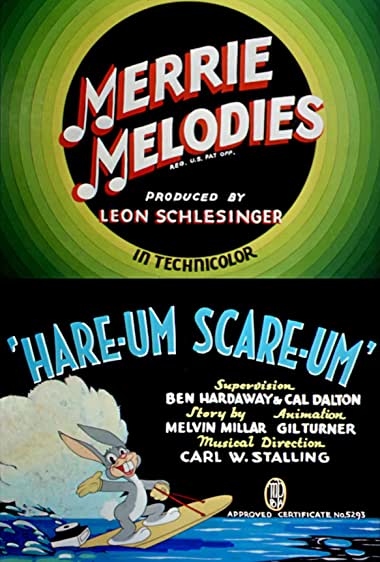 MERRIE
MELODIES
REG. U.S. PAT OFF.
PRODUCED BY
LEON SCHLESINGER
IN TECHNICOLOR
'HARE-UM SCARE-UM'
Supervision
BEN HARDAWAY & CAL DALTON
Story by Animation
MELVIN MILLAR GIL TURNER
Musical Direction
CARL W. STALLING
APPROVED CERTIFICATE No. 5293